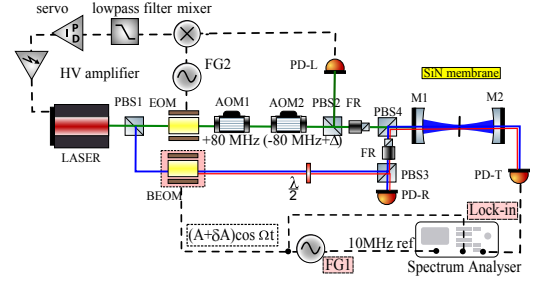 servo lowpass filter mixer
P
I
D
HV amplifier
FG2
PD-L
SiN membrane
PBS1 EOM AOM1 AOM2 PBS2 FR PBS4 M1 M2
+80 MHz (-80 MHz+Δ)
LASER
FR
BEOM
λ
2
PBS3
PD-R
PD-T
Lock-in
(A+δA)cos Ωt
10MHz ref
FG1
Spectrum Analyser